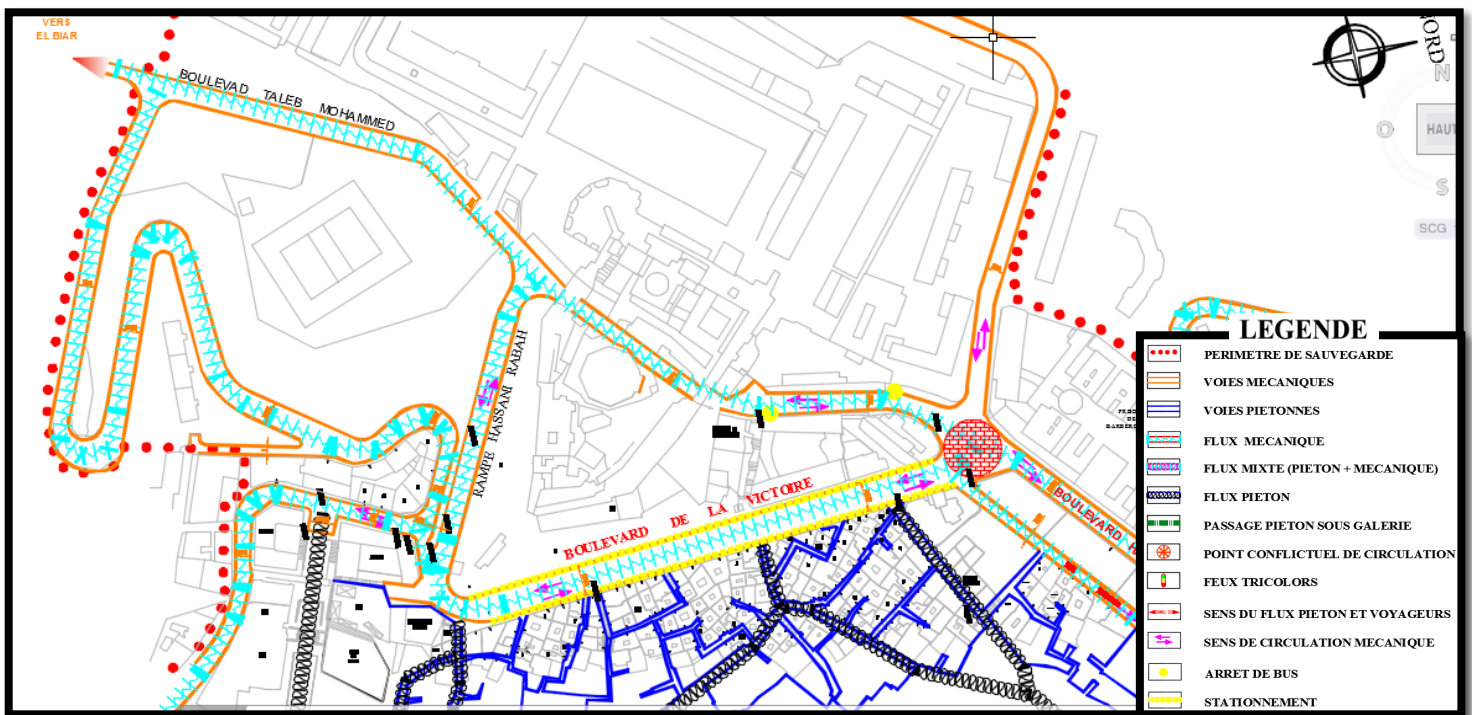 VERS
EL BIAR
BOULEVAD TALEB MOHAMMED
NORD
N
O
HAUT
S
SCG
RAMPE HASSANI RABAH
BOULEVARD DE LA VICTOIRE
BOULEVARD
LEGENDE
PERIMETRE DE SAUVEGARDE
VOIES MECANIQUES
VOIES PIETONNES
FLUX MECANIQUE
FLUX MIXTE (PIETON + MECANIQUE)
FLUX PIETON
PASSAGE PIETON SOUS GALERIE
POINT CONFLICTUEL DE CIRCULATION
FEUX TRICOLORS
SENS DU FLUX PIETON ET VOYAGEURS
SENS DE CIRCULATION MECANIQUE
ARRET DE BUS
STATIONNEMENT